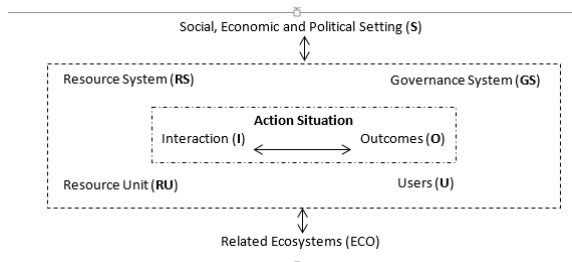 Social, Economic and Political Setting (S)
Resource System (RS)
Governance System (GS)
Action Situation
Interaction (I)
Outcomes (O)
Resource Unit (RU)
Users (U)
Related Ecosystems (ECO)